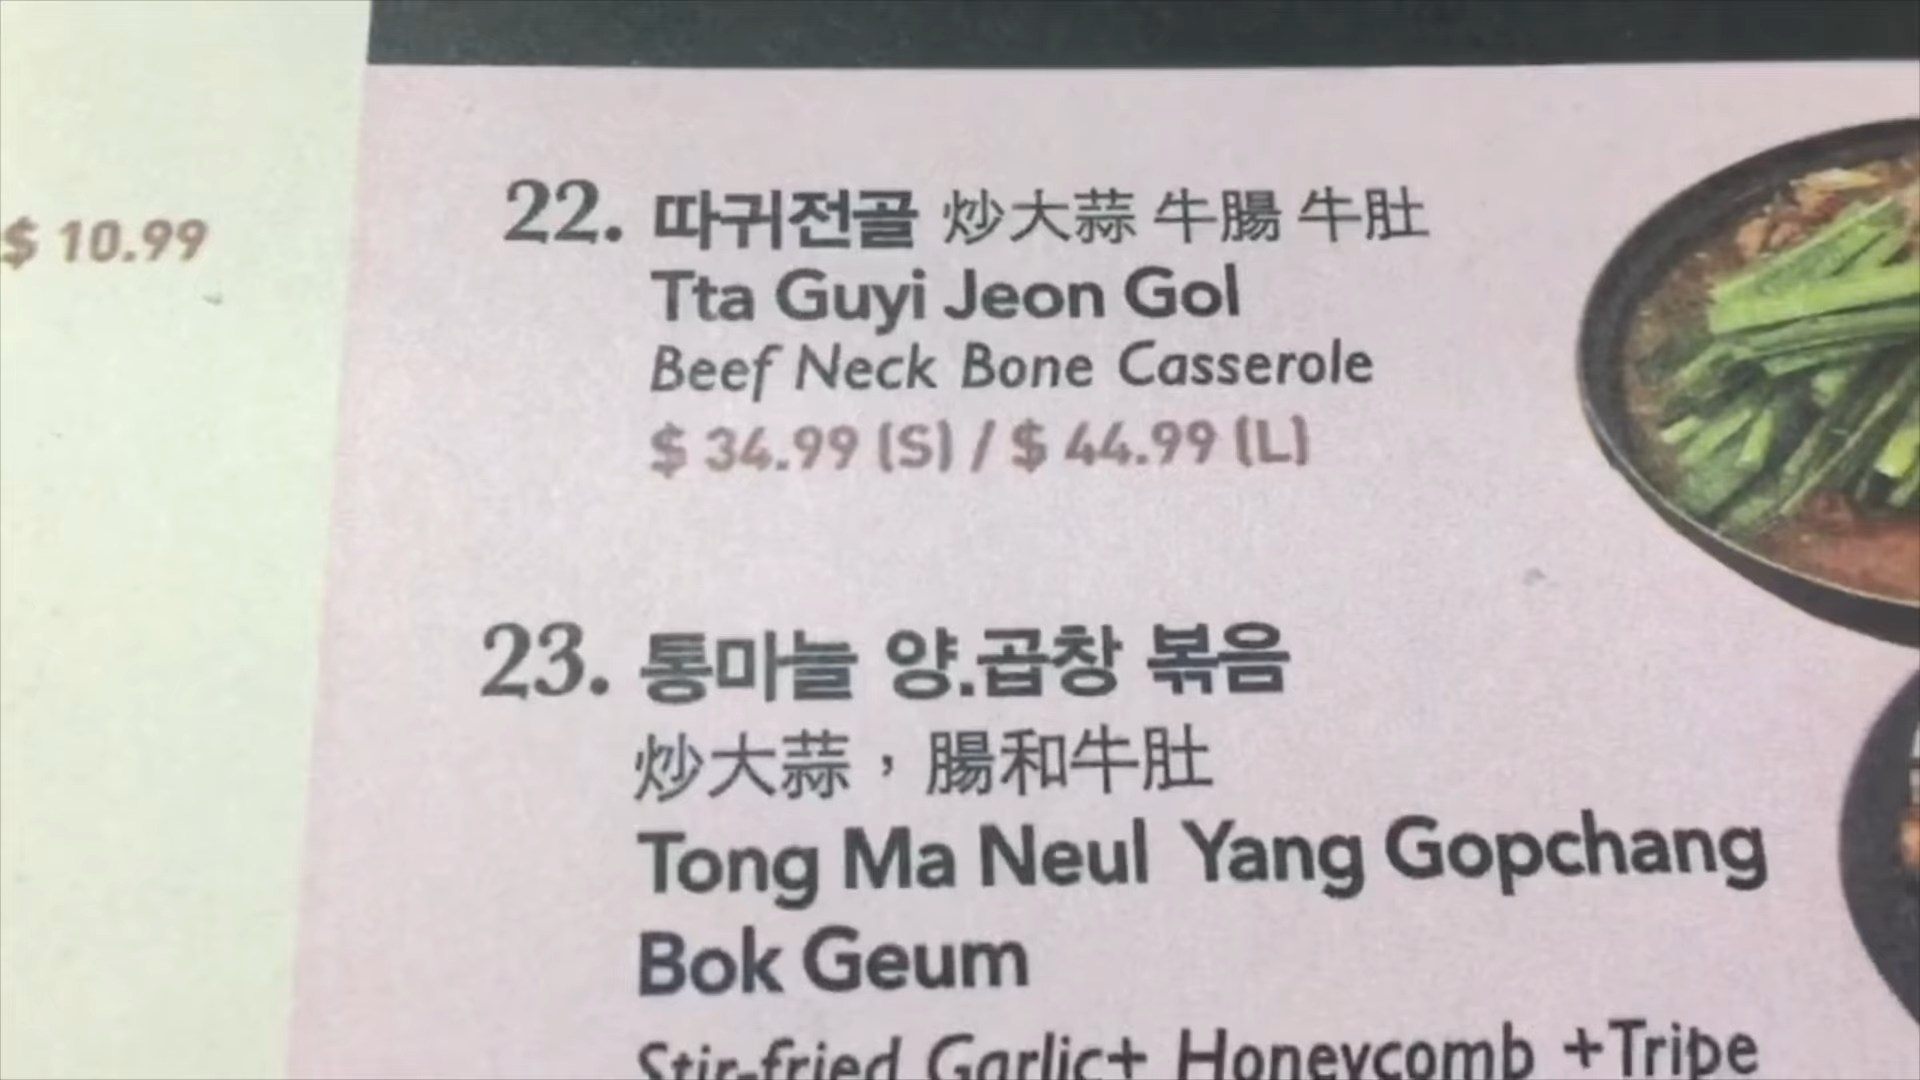 $ 10.99
22. 따귀전골 炒大蒜 牛腸 牛肚
Tta Guyi Jeon Gol
Beef Neck Bone Casserole
$ 34.99 (S) / $ 44.99 (L)
23. 통마늘 양.곱창 볶음
炒大蒜，腸和牛肚
Tong Ma Neul Yang Gopchang
Bok Geum
Stir-fried Garlic+ Honeycomb +Tripe